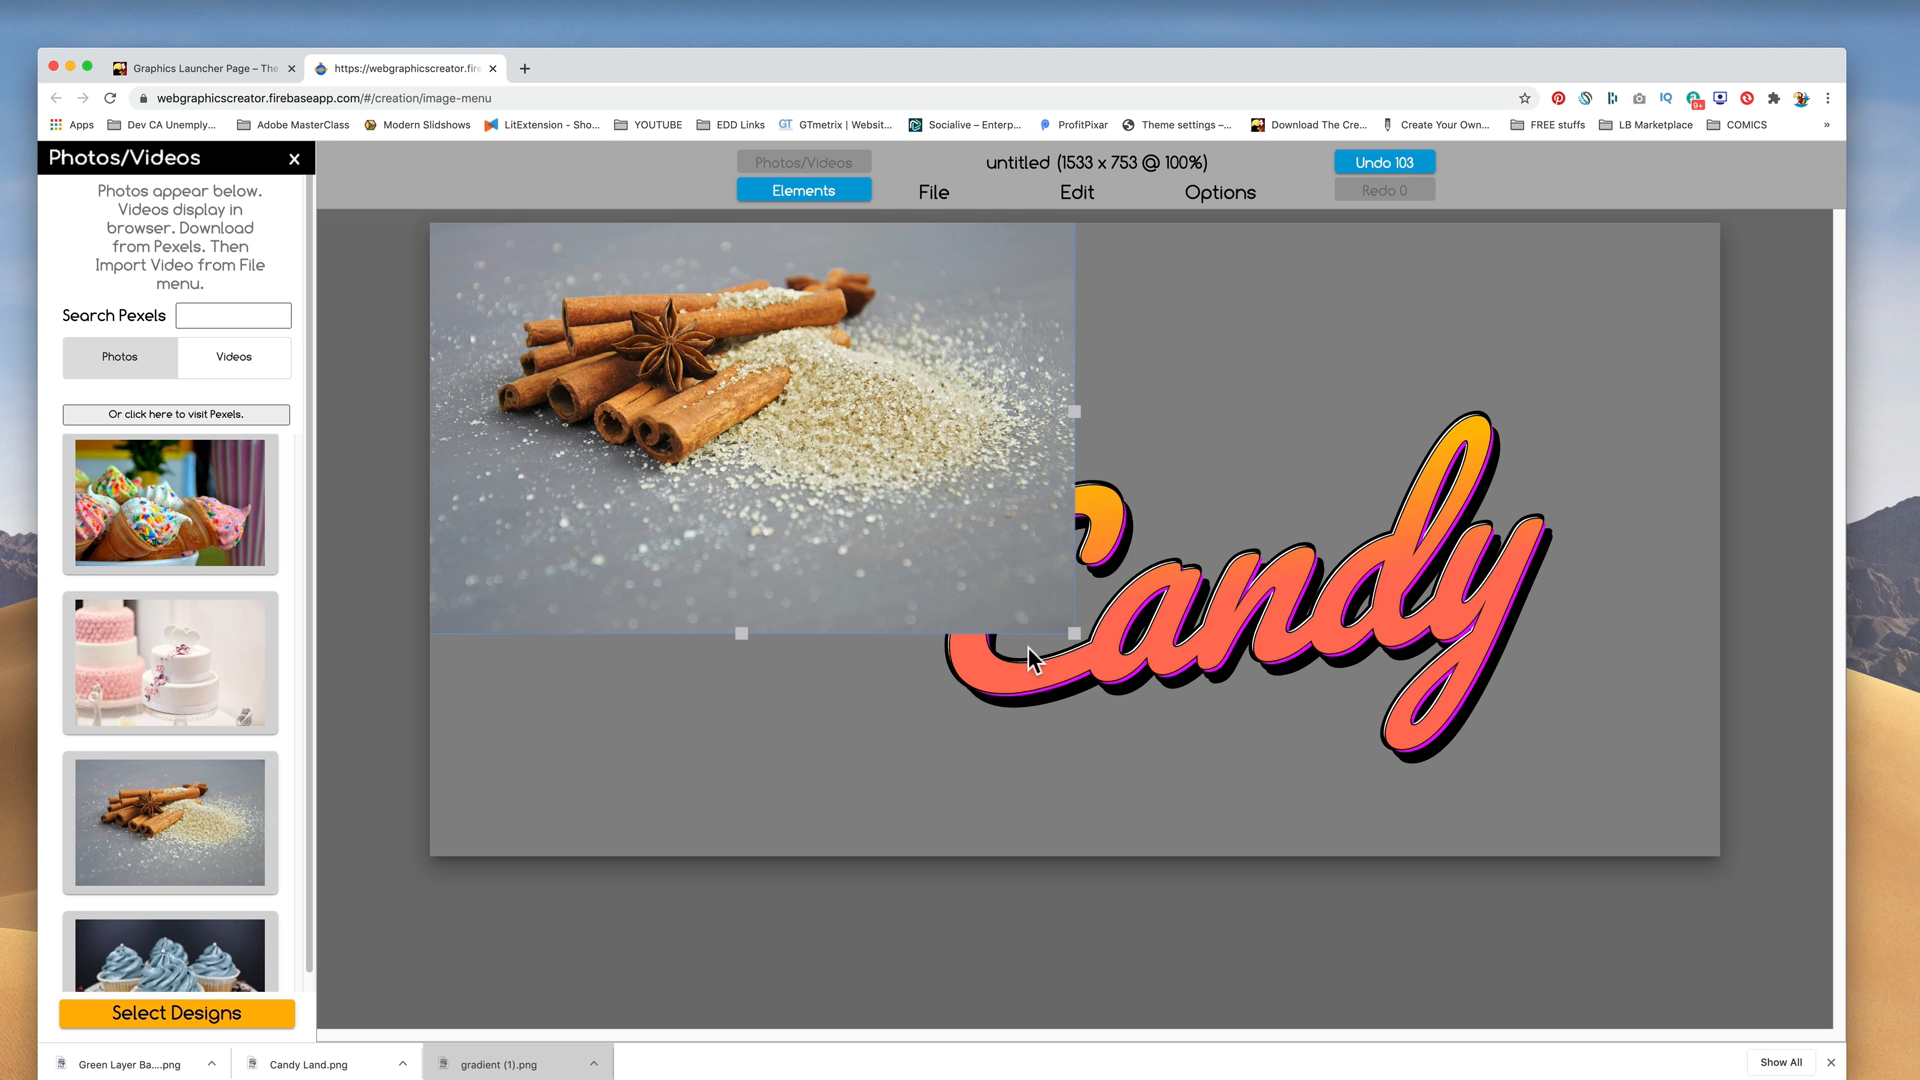 Graphics Launcher Page – The
https://webgraphicscreator.fire
webgraphicscreator.firebaseapp.com/#/creation/image-menu
Apps
Dev CA Unemply...
Adobe MasterClass
Modern Slidshows
LitExtension - Sho...
YOUTUBE
EDD Links
GT
GTmetrix | Websit...
Socialive – Enterp...
ProfitPixar
Theme settings –...
Download The Cre...
Create Your Own...
FREE stuffs
LB Marketplace
COMICS
»
IQ
9+
Photos/Videos
x
Photos appear below.
Videos display in
browser. Download
from Pexels. Then
Import Video from File
menu.
Search Pexels
Photos
Videos
Or click here to visit Pexels.
Select Designs
Photos/Videos
Elements
untitled (1533 x 753 @ 100%)
File
Edit
Options
Undo 103
Redo 0
Candy
Green Layer Ba....png
Candy Land.png
gradient (1).png
Show All